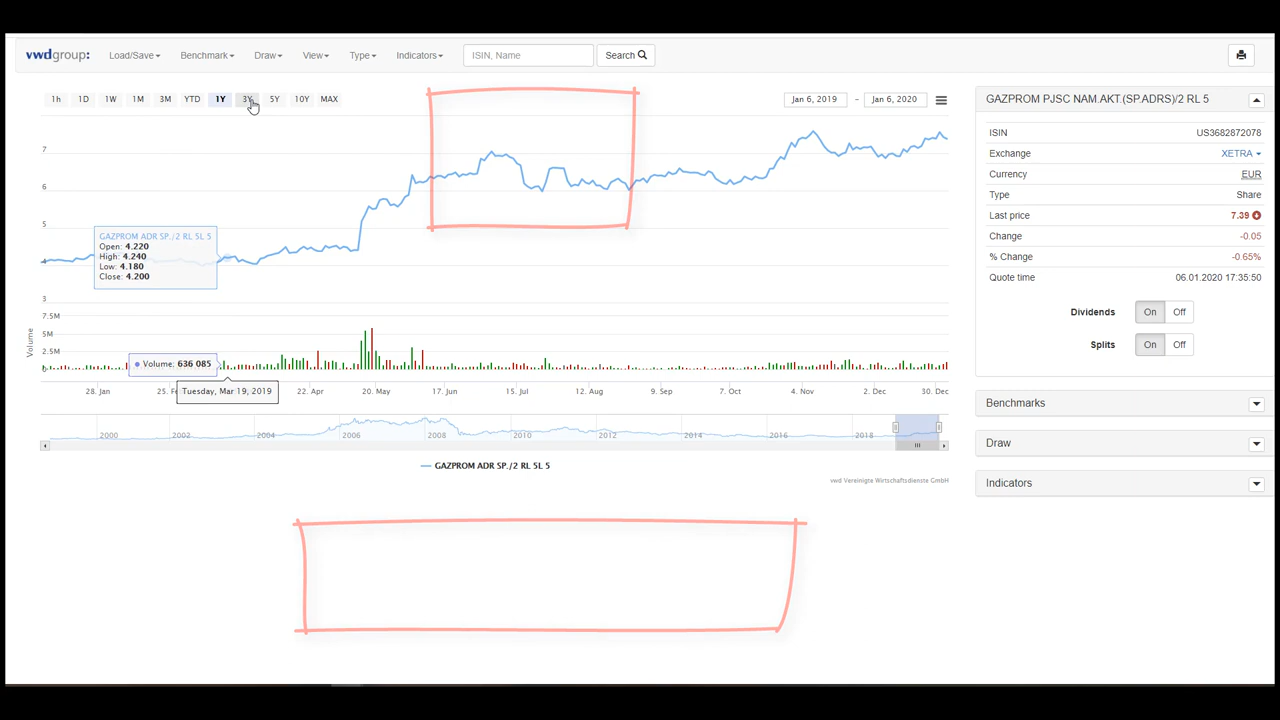 vwdgroup: Load/Save Benchmark Draw View Type Indicators ISIN, Name Search
1h 1D 1W 1M 3M YTD 1Y 3Y 5Y 10Y MAX Jan 6, 2019 - Jan 6, 2020
7
6
5
4
3
GAZPROM ADR SP./2 RL 5L 5
Open: 4.220
High: 4.240
Low: 4.180
Close: 4.200
Volume
7.5M
5M
2.5M
0
Volume: 636 085
Tuesday, Mar 19, 2019
28. Jan 25. Fe 22. Apr 20. May 17. Jun 15. Jul 12. Aug 9. Sep 7. Oct 4. Nov 2. Dec 30. Dec
2000 2002 2004 2006 2008 2010 2012 2014 2016 2018
GAZPROM ADR SP./2 RL 5L 5
vwd Vereinigte Wirtschaftsdienste GmbH
GAZPROM PJSC NAM.AKT.(SP.ADRS)/2 RL 5
ISIN US3682872078
Exchange XETRA
Currency EUR
Type Share
Last price 7.39
Change -0.05
% Change -0.65%
Quote time 06.01.2020 17:35:50
Dividends On Off
Splits On Off
Benchmarks
Draw
Indicators